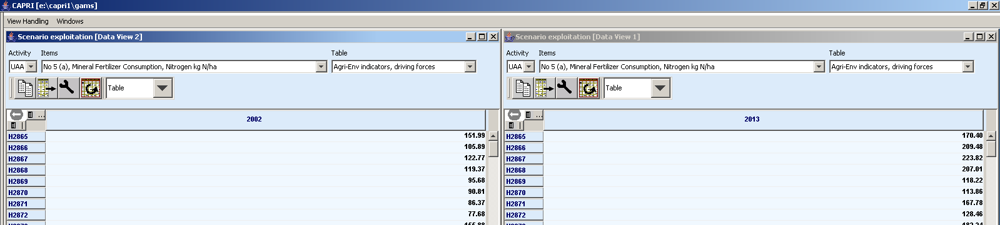 CAPRI [e:\capri1\gams]
View Handling Windows
Scenario exploitation [Data View 2]
Activity Items Table
UAA No 5 (a), Mineral Fertilizer Consumption, Nitrogen kg N/ha Agri-Env indicators, driving forces
Table
... 2002
H2865 151.99
H2866 105.89
H2867 122.77
H2868 119.37
H2869 95.68
H2870 90.81
H2871 86.37
H2872 77.68
Scenario exploitation [Data View 1]
Activity Items Table
UAA No 5 (a), Mineral Fertilizer Consumption, Nitrogen kg N/ha Agri-Env indicators, driving forces
Table
... 2013
H2865 170.40
H2866 209.48
H2867 223.82
H2868 207.01
H2869 118.22
H2870 113.86
H2871 167.78
H2872 128.46